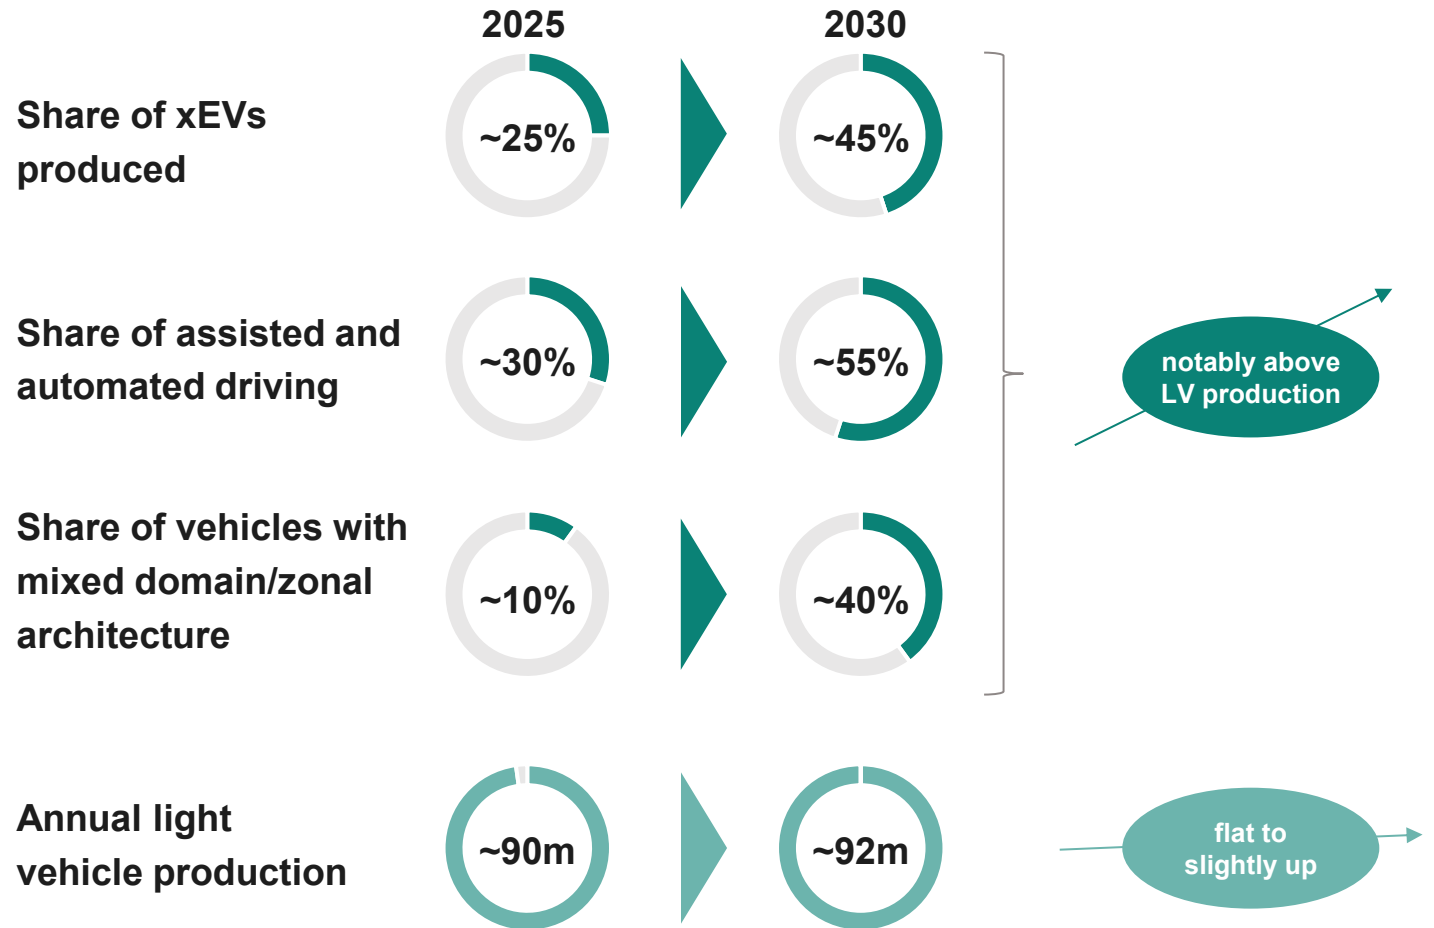 2025
2030
Share of xEVs
produced
~25%
~45%
Share of assisted and
automated driving
~30%
~55%
notably above
LV production
Share of vehicles with
mixed domain/zonal
architecture
~10%
~40%
Annual light
vehicle production
~90m
~92m
flat to
slightly up